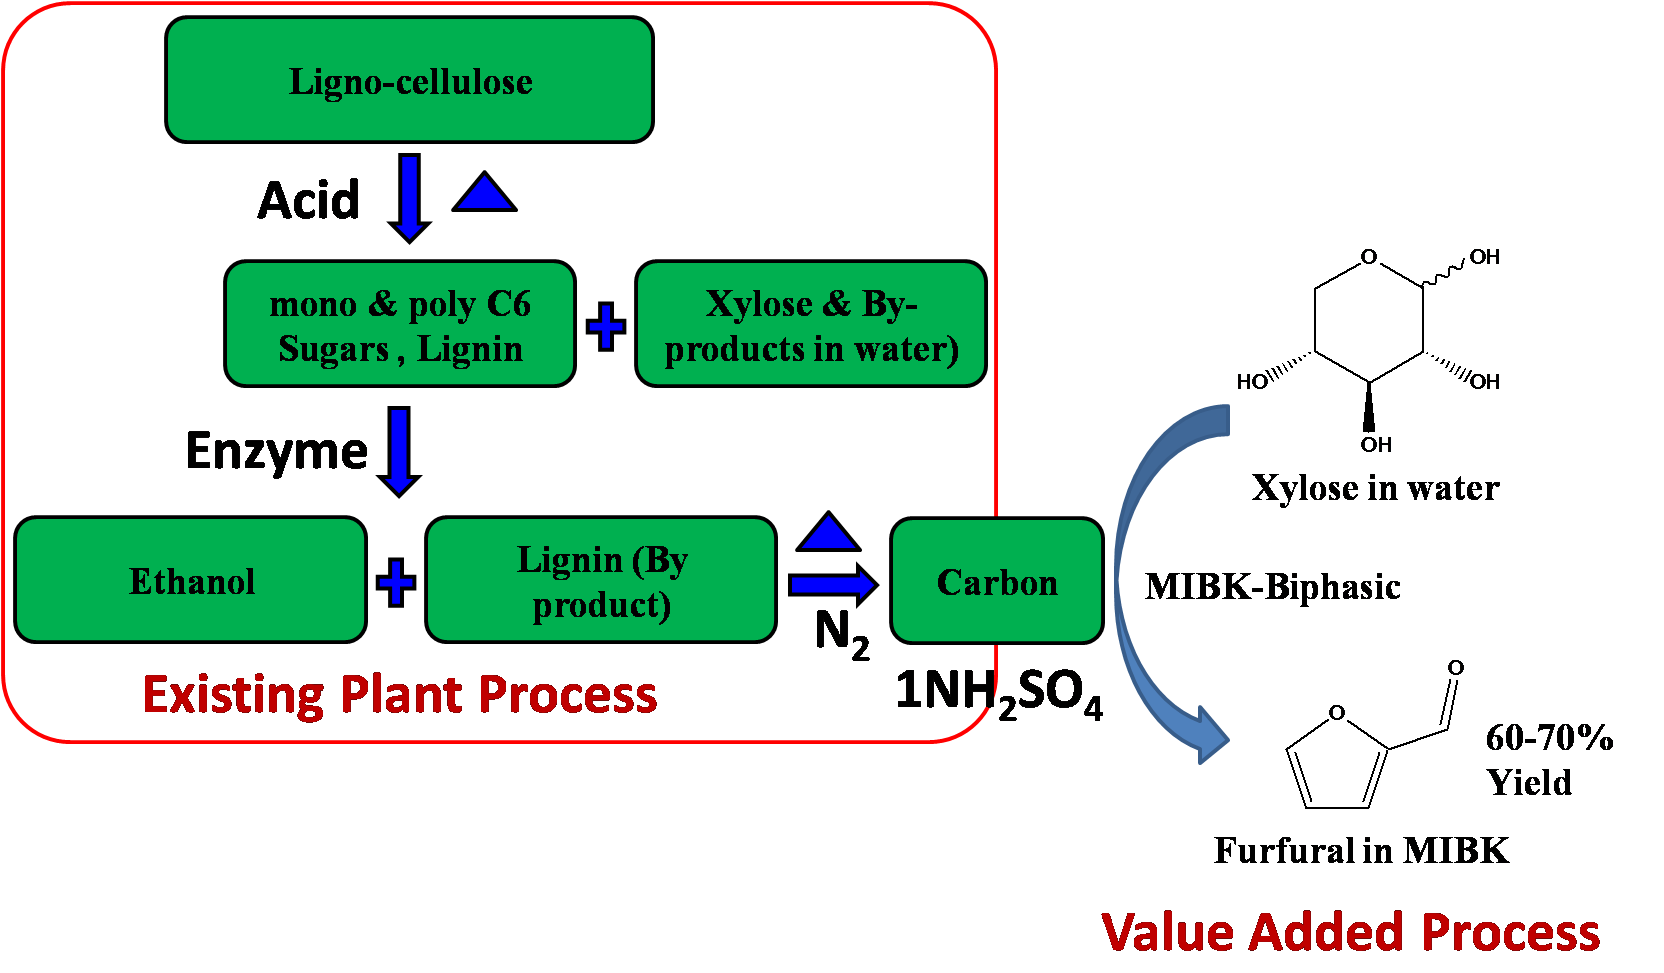 Ligno-cellulose
Acid
mono & poly C6
Sugars , Lignin
Xylose & By-
products in water)
Enzyme
Ethanol
Lignin (By
product)
N₂
Carbon
1NH₂SO₄
Existing Plant Process
O
OH
HO
OH
OH
Xylose in water
MIBK-Biphasic
O
O
60-70%
Yield
Furfural in MIBK
Value Added Process